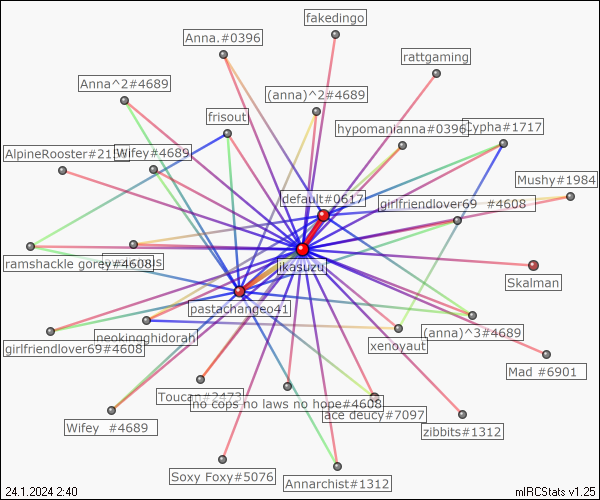 fakedingo
Anna.#0396
rattgaming
Anna^2#4689
(anna)^2#4689
frisout
hypomanianna#0396
Cypha#1717
AlpineRooster#215
Wifey#4689
Mushy#1984
default#0617
girlfriendlover69 #4608
ramshackle gorey#4608
ikasuzu
Skalman
pastachangeo41
neokinoghidorah
(anna)^3#4689
girlfriendlover69#4608
xenoyaut
Mad #6901
Toucan#2473
no cops no laws no hope#4608
ace deucy#7097
Wifey #4689
zibbits#1312
Soxy Foxy#5076
Annarchist#1312
24.1.2024 2:40
mIRCStats v1.25